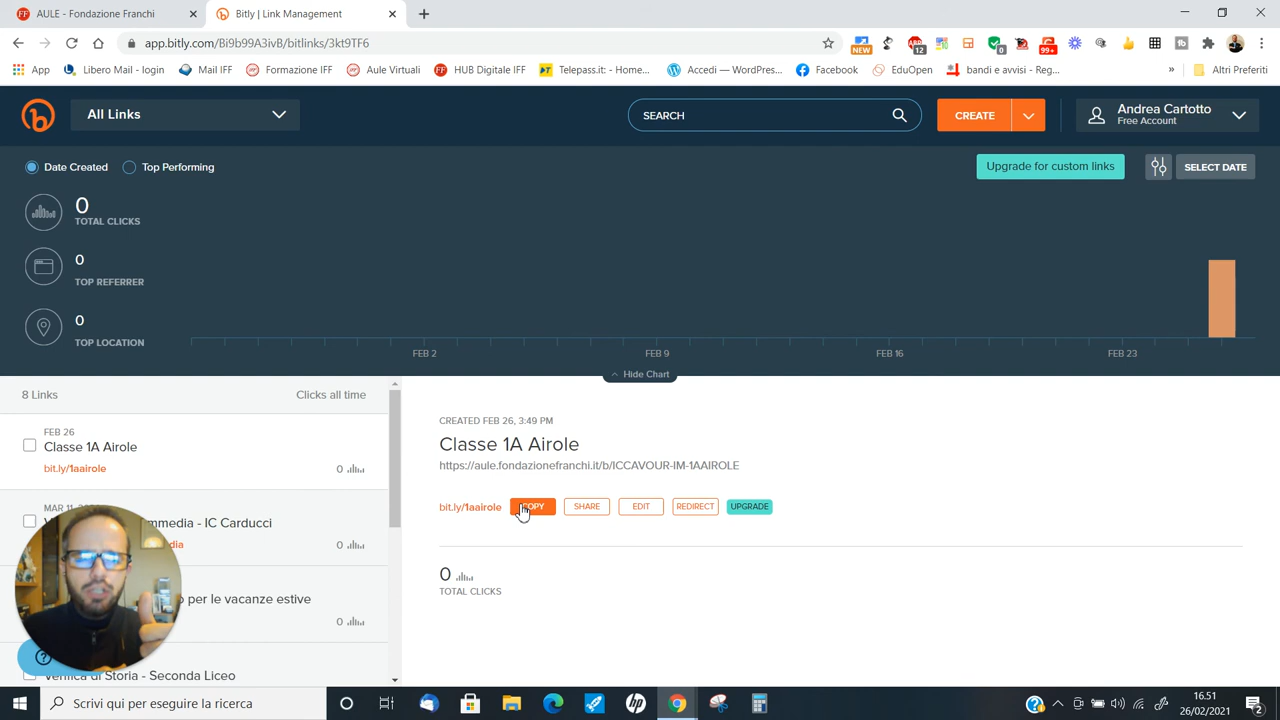 AULE - Fondazione Franchi
Bitly | Link Management
app.bitly.com/Bi9b99A3ivB/bitlinks/3kt9TF6
NEW
12
0
99+
App
Libero Mail - login
Mail IFF
Formazione IFF
Aule Virtuali
HUB Digitale IFF
Telepass.it: - Home...
Accedi — WordPress...
Facebook
EduOpen
bandi e avvisi - Reg...
»
Altri Preferiti
All Links
SEARCH
CREATE
Andrea Cartotto
Free Account
Date Created
Top Performing
Upgrade for custom links
SELECT DATE
0
TOTAL CLICKS
0
TOP REFERRER
0
TOP LOCATION
FEB 2
FEB 9
FEB 16
FEB 23
Hide Chart
8 Links
Clicks all time
FEB 26
Classe 1A Airole
bit.ly/1aairole
0
CREATED FEB 26, 3:49 PM
Classe 1A Airole
https://aule.fondazionefranchi.it/b/ICCAVOUR-IM-1AAIROLE
bit.ly/1aairole
COPY
SHARE
EDIT
REDIRECT
UPGRADE
0
TOTAL CLICKS
mmedia - IC Carducci
0
per le vacanze estive
0
Verifica di Storia - Seconda Liceo
Scrivi qui per eseguire la ricerca
16.51
26/02/2021
2